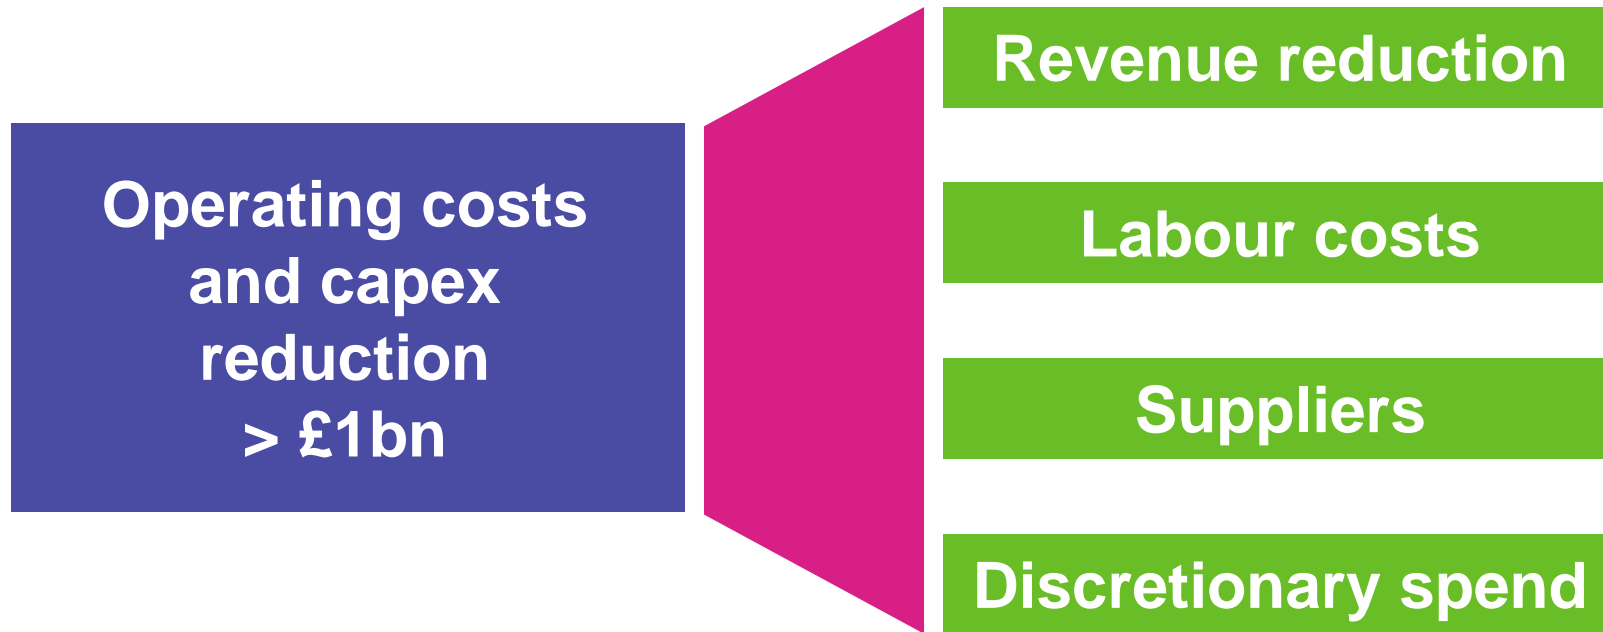 Operating costs
and capex
reduction
> £1bn
Revenue reduction
Labour costs
Suppliers
Discretionary spend